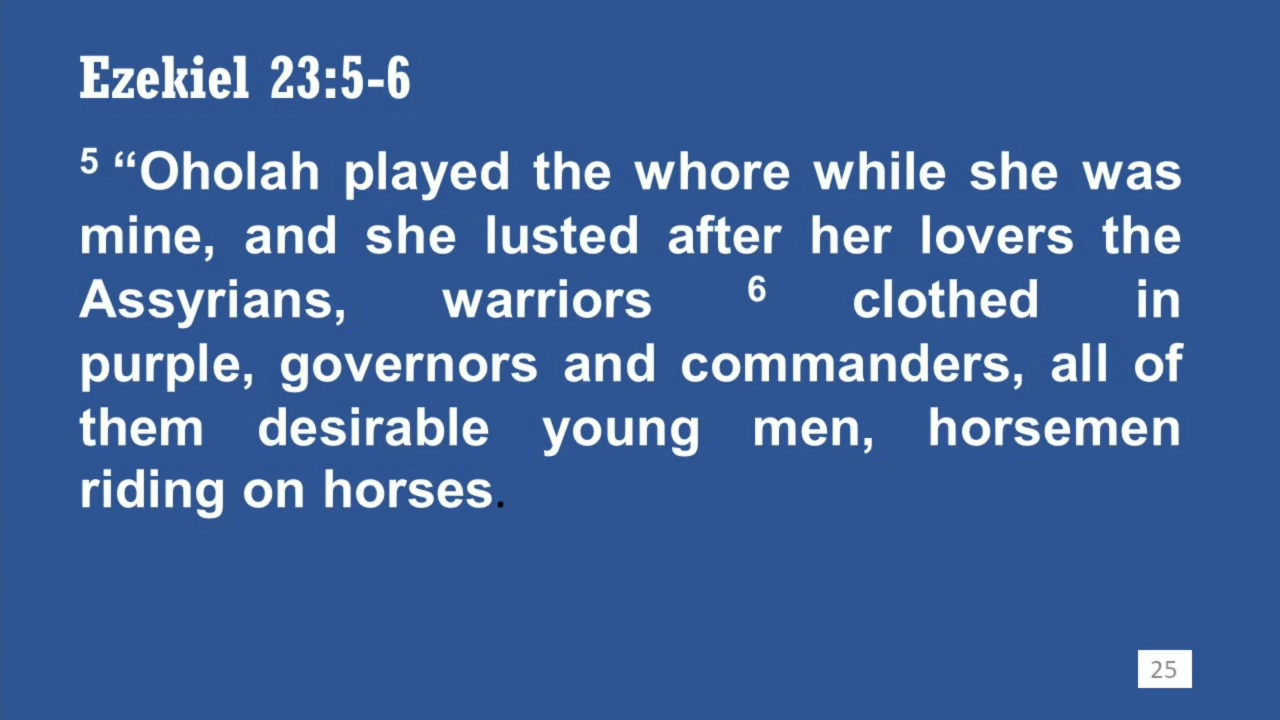 Ezekiel 23:5-6
5 “Oholah played the whore while she was
mine, and she lusted after her lovers the
Assyrians, warriors 6 clothed in
purple, governors and commanders, all of
them desirable young men, horsemen
riding on horses.
25